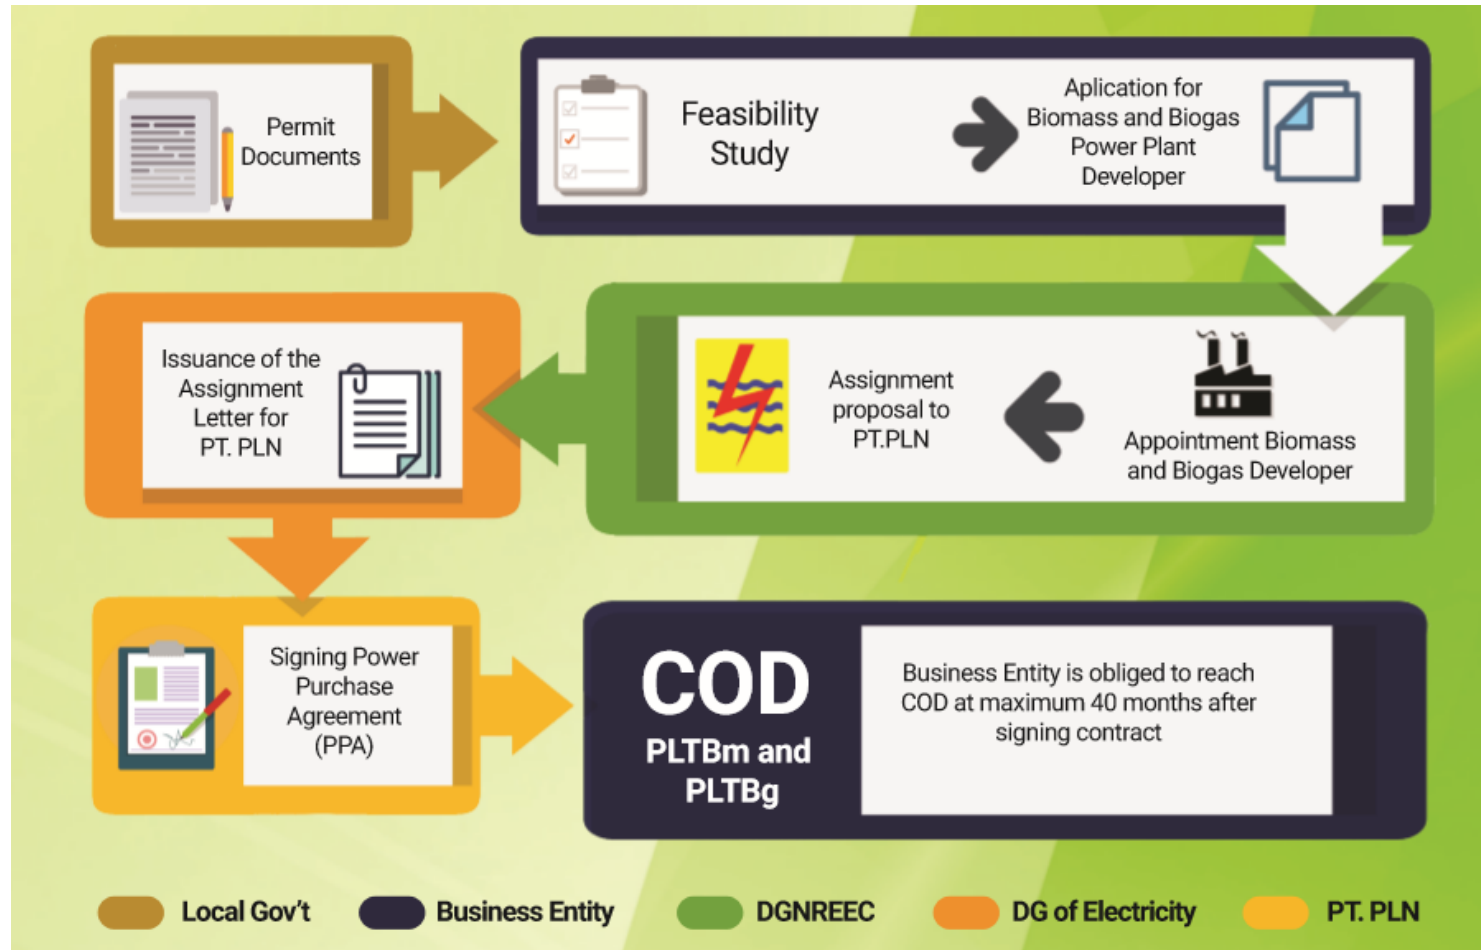 Permit
Documents
Feasibility
Study
Aplication for
Biomass and Biogas
Power Plant
Developer
Appointment Biomass
and Biogas Developer
Assignment
proposal to
PT.PLN
Issuance of the
Assignment
Letter for
PT. PLN
Signing Power
Purchase
Agreement
(PPA)
COD
PLTBm and
PLTBg
Business Entity is obliged to reach
COD at maximum 40 months after
signing contract
Local Gov't
Business Entity
DGNREEC
DG of Electricity
PT. PLN